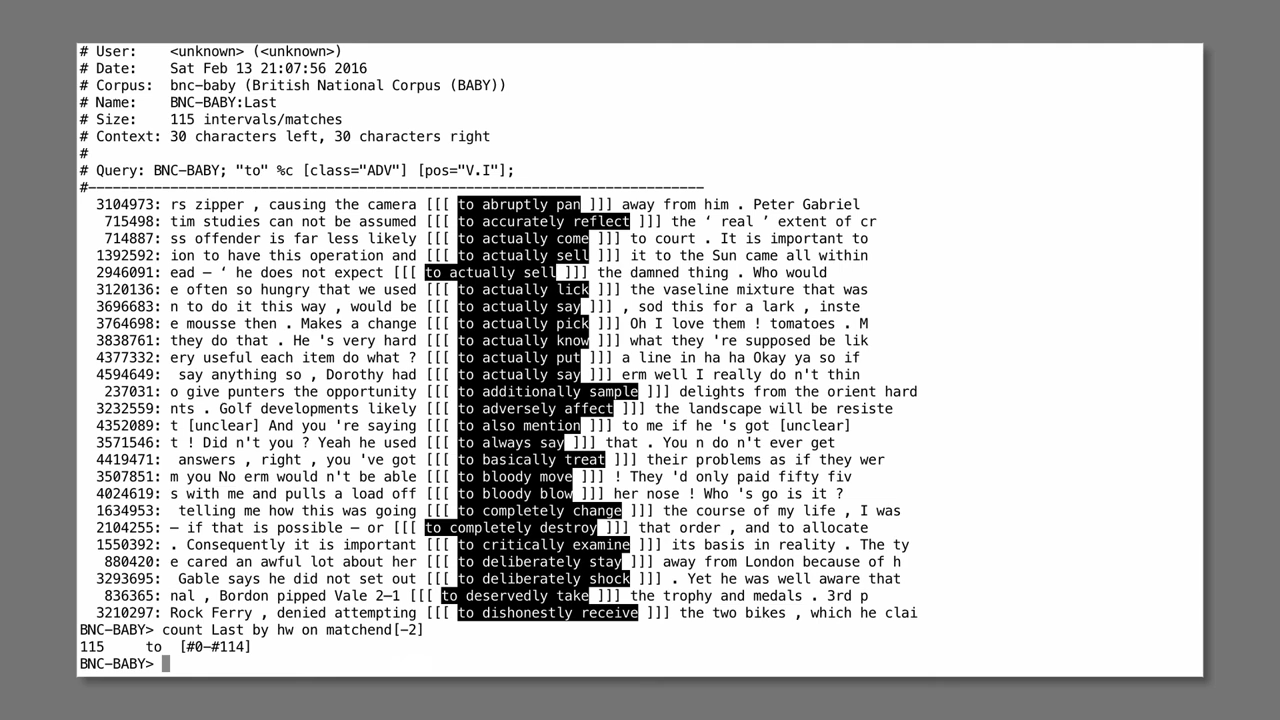 # User:    <unknown> (<unknown>)
# Date:    Sat Feb 13 21:07:56 2016
# Corpus:  bnc-baby (British National Corpus (BABY))
# Name:    BNC-BABY:Last
# Size:    115 intervals/matches
# Context: 30 characters left, 30 characters right
#
# Query: BNC-BABY; "to" %c [class="ADV"] [pos="V.I"];
#---------------------------------------------------------------------------
3104973: rs zipper , causing the camera [[[ to abruptly pan ]]] away from him . Peter Gabriel
715498: tim studies can not be assumed [[[ to accurately reflect ]]] the ‘ real ’ extent of cr
714887: ss offender is far less likely [[[ to actually come ]]] to court . It is important to
1392592: ion to have this operation and [[[ to actually sell ]]] it to the Sun came all within
2946091: ead — ‘ he does not expect [[[ to actually sell ]]] the damned thing . Who would
3120136: e often so hungry that we used [[[ to actually lick ]]] the vaseline mixture that was
3696683: n to do it this way , would be [[[ to actually say ]]] , sod this for a lark , inste
3764698: e mousse then . Makes a change [[[ to actually pick ]]] Oh I love them ! tomatoes . M
3838761: they do that . He 's very hard [[[ to actually know ]]] what they 're supposed be lik
4377332: ery useful each item do what ? [[[ to actually put ]]] a line in ha ha Okay ya so if
4594649: say anything so , Dorothy had [[[ to actually say ]]] erm well I really do n't thin
237031: o give punters the opportunity [[[ to additionally sample ]]] delights from the orient hard
3232559: nts . Golf developments likely [[[ to adversely affect ]]] the landscape will be resiste
4352089: t [unclear] And you 're saying [[[ to also mention ]]] to me if he 's got [unclear]
3571546: t ! Did n't you ? Yeah he used [[[ to always say ]]] that . You n do n't ever get
4419471: answers , right , you 've got [[[ to basically treat ]]] their problems as if they wer
3507851: m you No erm would n't be able [[[ to bloody move ]]] ! They 'd only paid fifty fiv
4024619: s with me and pulls a load off [[[ to bloody blow ]]] her nose ! Who 's go is it ?
1634953: telling me how this was going [[[ to completely change ]]] the course of my life , I was
2104255: — if that is possible — or [[[ to completely destroy ]]] that order , and to allocate
1550392: . Consequently it is important [[[ to critically examine ]]] its basis in reality . The ty
880420: e cared an awful lot about her [[[ to deliberately stay ]]] away from London because of h
3293695: Gable says he did not set out [[[ to deliberately shock ]]] . Yet he was well aware that
836365: nal , Bordon pipped Vale 2–1 [[[ to deservedly take ]]] the trophy and medals . 3rd p
3210297: Rock Ferry , denied attempting [[[ to dishonestly receive ]]] the two bikes , which he clai
BNC-BABY> count Last by hw on matchend[-2]
115     to  [#0-#114]
BNC-BABY>